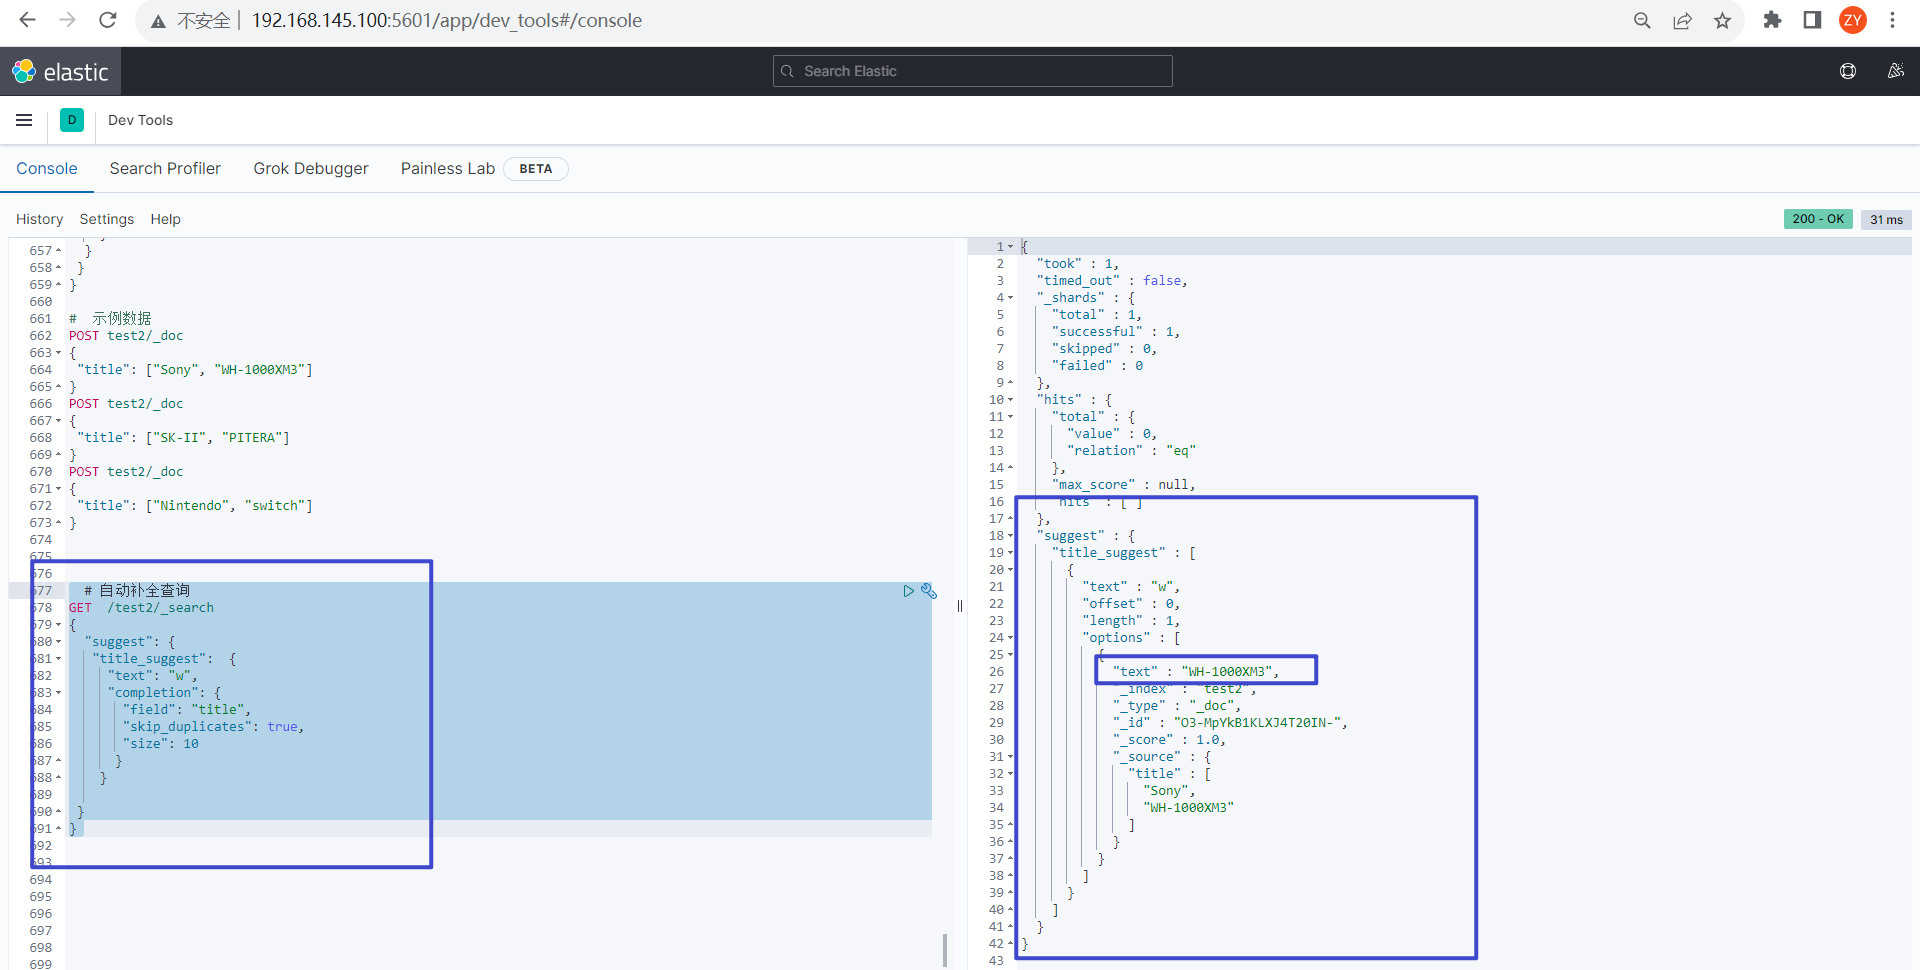 不安全 | 192.168.145.100:5601/app/dev_tools#/console
ZY
elastic
Search Elastic
D
Dev Tools
Console
Search Profiler
Grok Debugger
Painless Lab
BETA
History
Settings
Help
200 - OK
31 ms
657 }
658 }
659 }
660
661 #  示例数据
662 POST test2/_doc
663 {
664 "title": ["Sony", "WH-1000XM3"]
665 }
666 POST test2/_doc
667 {
668 "title": ["SK-II", "PITERA"]
669 }
670 POST test2/_doc
671 {
672 "title": ["Nintendo", "switch"]
673 }
674
675
676
677 # 自动补全查询
678 GET  /test2/_search
679 {
680 "suggest": {
681 "title_suggest":  {
682 "text": "w",
683 "completion": {
684 "field": "title",
685 "skip_duplicates": true,
686 "size": 10
687 }
688 }
689
690 }
691 }
692
693
694
695
696
697
698
699
1 {
2 "took" : 1,
3 "timed_out" : false,
4 "_shards" : {
5 "total" : 1,
6 "successful" : 1,
7 "skipped" : 0,
8 "failed" : 0
9 },
10 "hits" : {
11 "total" : {
12 "value" : 0,
13 "relation" : "eq"
14 },
15 "max_score" : null,
16 "hits" : [ ]
17 },
18 "suggest" : {
19 "title_suggest" : [
20 {
21 "text" : "w",
22 "offset" : 0,
23 "length" : 1,
24 "options" : [
25 {
26 "text" : "WH-1000XM3",
27 "_index" : "test2",
28 "_type" : "_doc",
29 "_id" : "O3-MpYkB1KLXJ4T20IN-",
30 "_score" : 1.0,
31 "_source" : {
32 "title" : [
33 "Sony",
34 "WH-1000XM3"
35 ]
36 }
37 }
38 ]
39 }
40 ]
41 }
42 }
43